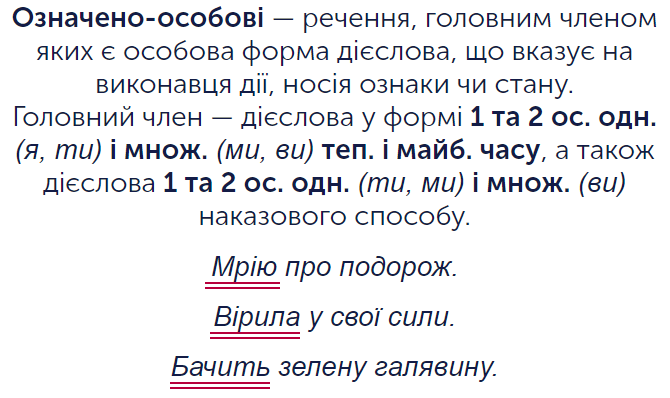 Означено-особові — речення, головним членом
яких є особова форма дієслова, що вказує на
виконавця дії, носія ознаки чи стану.
Головний член — дієслова у формі 1 та 2 ос. одн.
(я, ти) і множ. (ми, ви) теп. і майб. часу, а також
дієслова 1 та 2 ос. одн. (ти, ми) і множ. (ви)
наказового способу.
Мрію про подорож.
Вірила у свої сили.
Бачить зелену галявину.